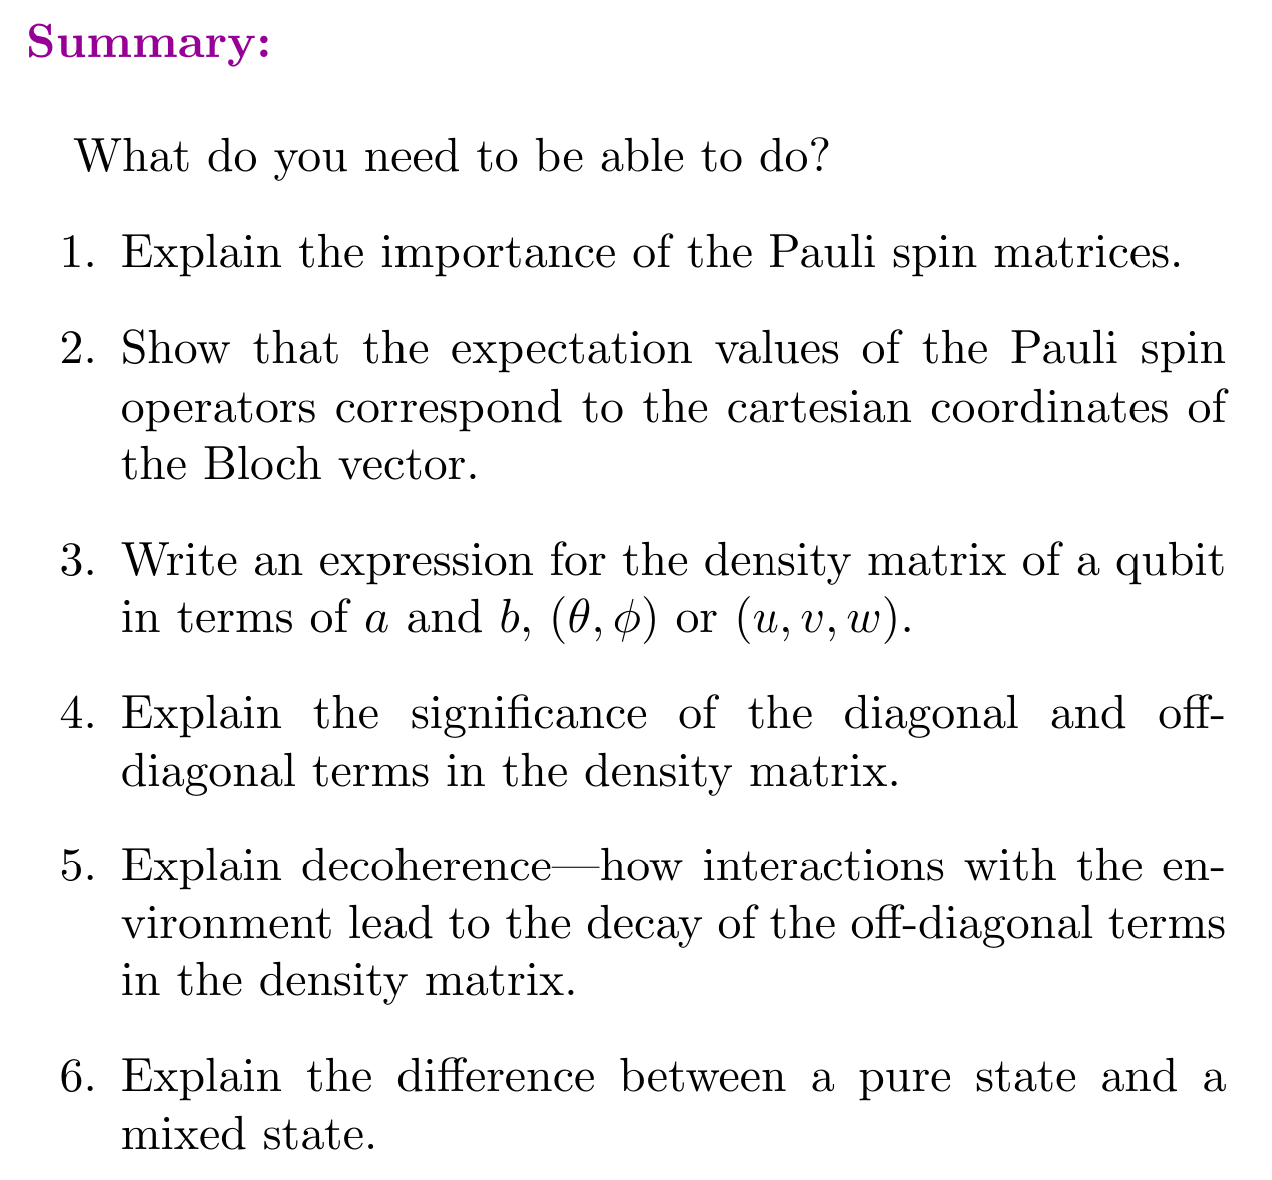 Summary:
What do you need to be able to do?
1. Explain the importance of the Pauli spin matrices.
2. Show that the expectation values of the Pauli spin
operators correspond to the cartesian coordinates of
the Bloch vector.
3. Write an expression for the density matrix of a qubit
in terms of a and b, (θ, ϕ) or (u, v, w).
4. Explain the significance of the diagonal and off-
diagonal terms in the density matrix.
5. Explain decoherence—how interactions with the en-
vironment lead to the decay of the off-diagonal terms
in the density matrix.
6. Explain the difference between a pure state and a
mixed state.